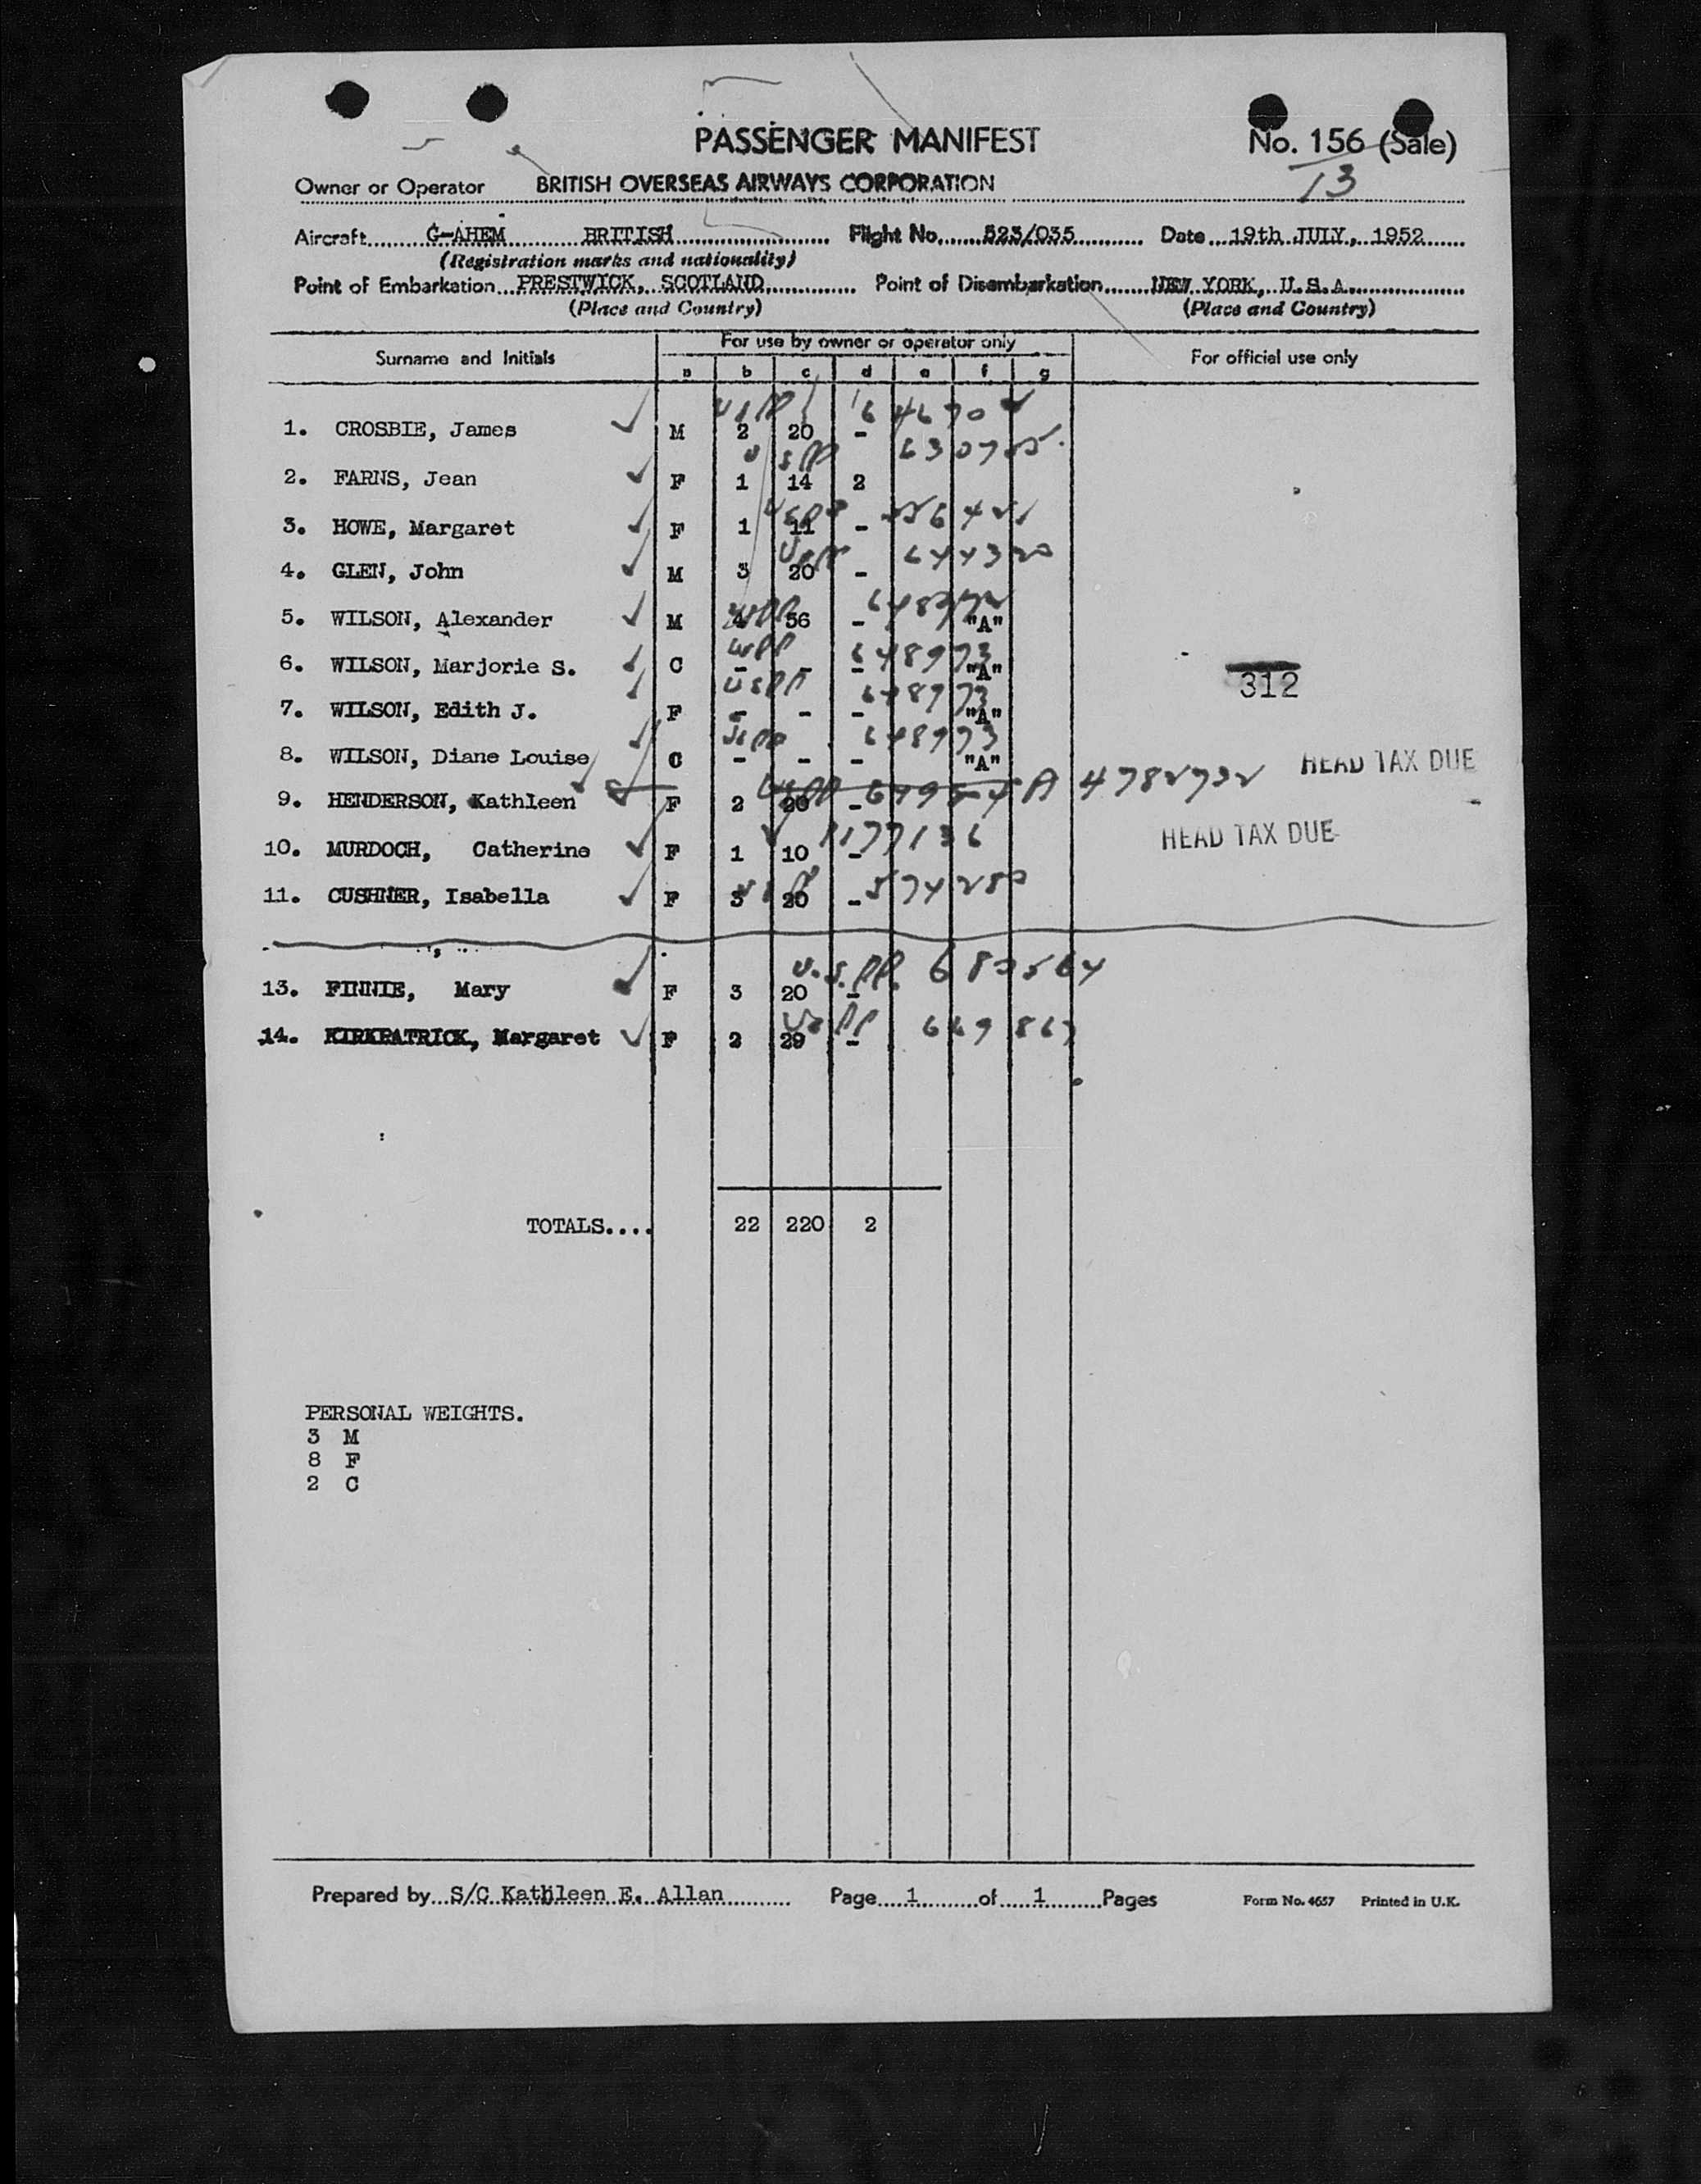 PASSENGER MANIFEST No. 156 (Sale)
13
Owner or Operator BRITISH OVERSEAS AIRWAYS CORPORATION
Aircraft G-AHEM BRITISH Flight No. 523/035 Date 19th JULY, 1952
(Registration marks and nationality)
Point of Embarkation PRESTWICK, SCOTLAND Point of Disembarkation NEW YORK, U.S.A.
(Place and Country) (Place and Country)
Surname and Initials For use by owner or operator only For official use only
a b c d e f g
1. CROSBIE, James M 2 20 -
2. FARNS, Jean F 1 14 2
3. HOWE, Margaret F 1 11 -
4. GLEN, John M 3 20 -
5. WILSON, Alexander M 4 56 - "A"
6. WILSON, Marjorie S. C - - - "A"
312
7. WILSON, Edith J. F - - - "A"
8. WILSON, Diane Louise C - - - "A" HEAD TAX DUE
9. HENDERSON, Kathleen F 2 20 - A 4782732
10. MURDOCH, Catherine F 1 10 - 1177136 HEAD TAX DUE
11. CUSHNER, Isabella F 3 20 -
U.S.PP.
13. FINNIE, Mary F 3 20 -
14. KIRKPATRICK, Margaret F 2 29 -
TOTALS.... 22 220 2
PERSONAL WEIGHTS.
3 M
8 F
2 C
Prepared by S/C Kathleen E. Allan Page 1 of 1 Pages Form No. 4657 Printed in U.K.